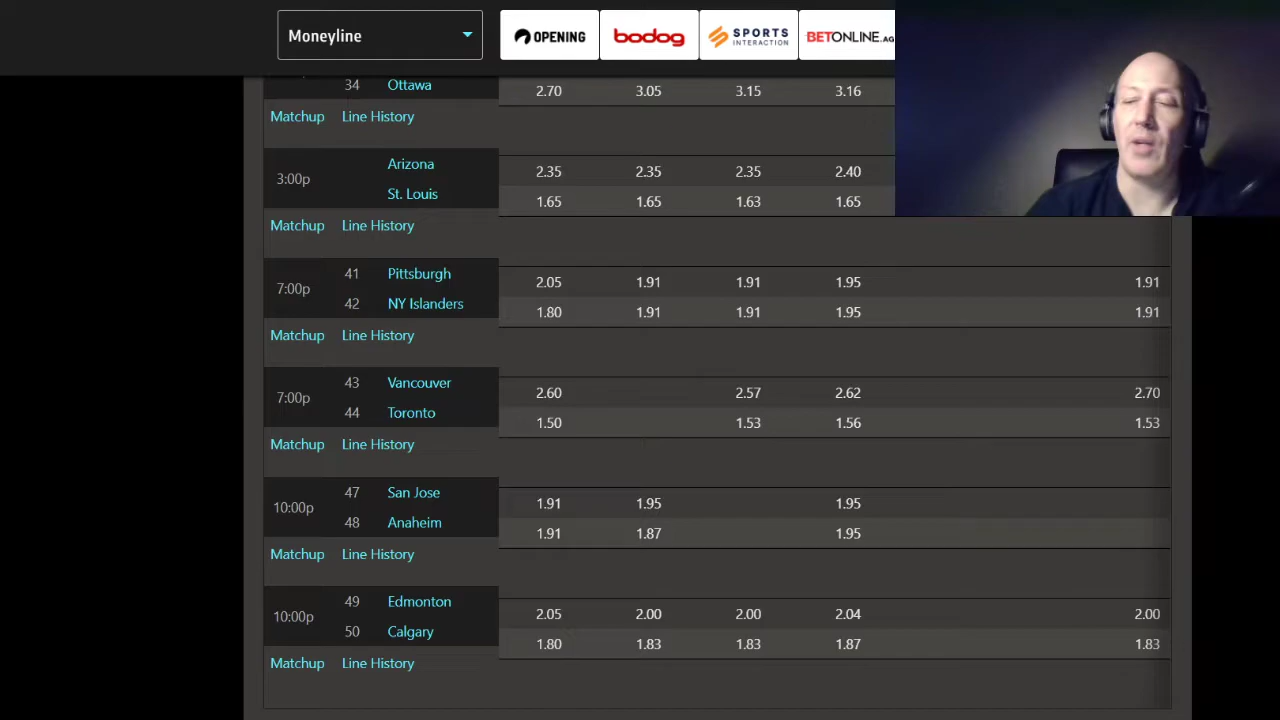 Moneyline OPENING bodog SPORTS INTERACTION BETONLINE.AG
34 Ottawa 2.70 3.05 3.15 3.16
Matchup Line History
Arizona 2.35 2.35 2.35 2.40
3:00p
St. Louis 1.65 1.65 1.63 1.65
Matchup Line History
41 Pittsburgh 2.05 1.91 1.91 1.95 1.91
7:00p
42 NY Islanders 1.80 1.91 1.91 1.95 1.91
Matchup Line History
43 Vancouver 2.60 2.57 2.62 2.70
7:00p
44 Toronto 1.50 1.53 1.56 1.53
Matchup Line History
47 San Jose 1.91 1.95 1.95
10:00p
48 Anaheim 1.91 1.87 1.95
Matchup Line History
49 Edmonton 2.05 2.00 2.00 2.04 2.00
10:00p
50 Calgary 1.80 1.83 1.83 1.87 1.83
Matchup Line History